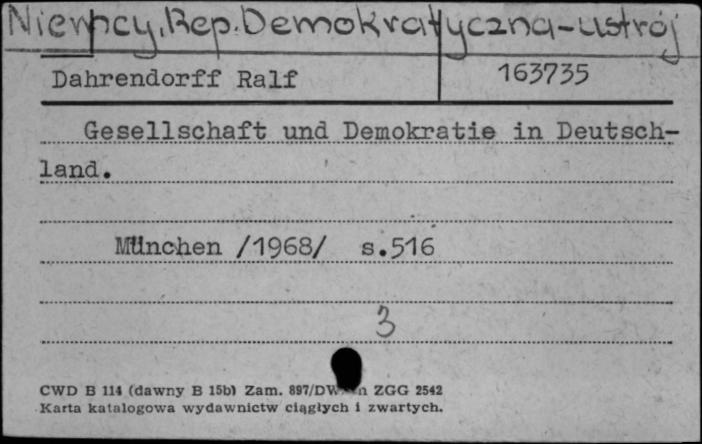 Niemcy, Rep. Demokratyczna - ustrój
Dahrendorff Ralf 163735
Gesellschaft und Demokratie in Deutsch-
land.
München /1968/ s.516
3
CWD B 114 (dawny B 15b) Zam. 897/DW ZGG 2542
Karta katalogowa wydawnictw ciągłych i zwartych.